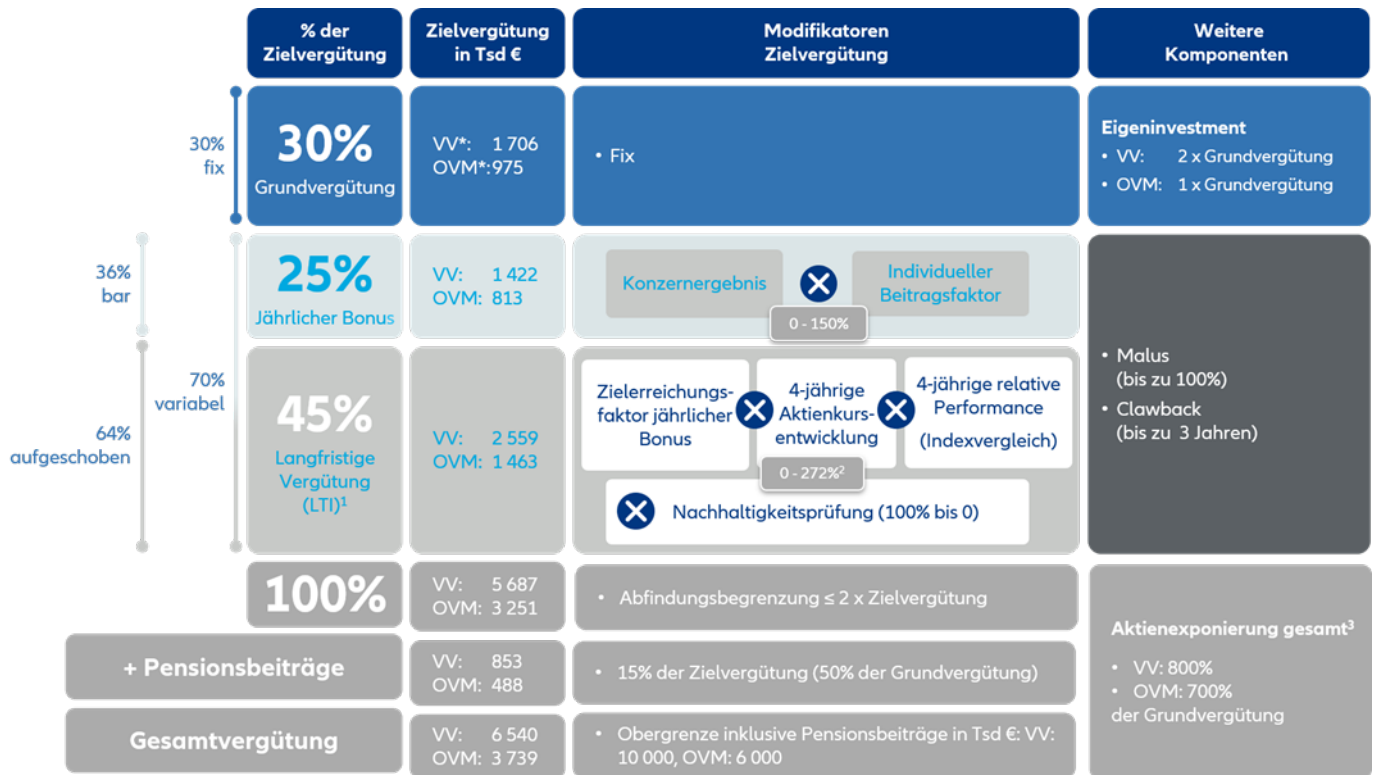 % der
Zielvergütung
Zielvergütung
in Tsd €
Modifikatoren
Zielvergütung
Weitere
Komponenten
30%
fix
30%
Grundvergütung
VV*: 1 706
OVM*:975
• Fix
Eigeninvestment
• VV: 2 x Grundvergütung
• OVM: 1 x Grundvergütung
36%
bar
25%
Jährlicher Bonus
VV: 1 422
OVM: 813
Konzernergebnis
Individueller
Beitragsfaktor
0 - 150%
70%
variabel
64%
aufgeschoben
45%
Langfristige
Vergütung
(LTI)¹
VV: 2 559
OVM: 1 463
Zielerreichungs-
faktor jährlicher
Bonus
4-jährige
Aktienkurs-
entwicklung
4-jährige relative
Performance
(Indexvergleich)
0 - 272%²
Nachhaltigkeitsprüfung (100% bis 0)
• Malus
(bis zu 100%)
• Clawback
(bis zu 3 Jahren)
100%
VV: 5 687
OVM: 3 251
• Abfindungsbegrenzung ≤ 2 x Zielvergütung
+ Pensionsbeiträge
VV: 853
OVM: 488
• 15% der Zielvergütung (50% der Grundvergütung)
Gesamtvergütung
VV: 6 540
OVM: 3 739
• Obergrenze inklusive Pensionsbeiträge in Tsd €: VV:
10 000, OVM: 6 000
Aktienexponierung gesamt³
• VV: 800%
• OVM: 700%
der Grundvergütung